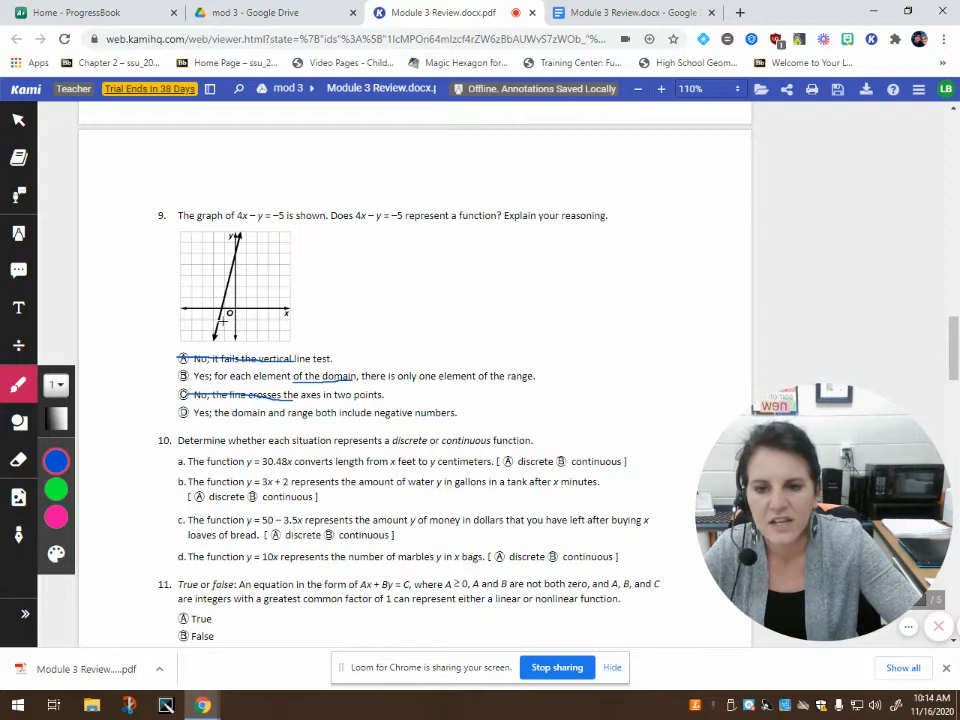 Home - ProgressBook
mod 3 - Google Drive
Module 3 Review.docx.pdf
Module 3 Review.docx - Google
web.kamihq.com/web/viewer.html?state=%7B"ids"%3A%5B"1lcMPOn64mlzcf4rZW6zBbAUWvS7zWOb_"%...
Apps
Chapter 2 – ssu_20...
Home Page – ssu_2...
Video Pages - Child...
Magic Hexagon for...
Training Center: Fu...
High School Geom...
Welcome to Your L...
Kami
Teacher
Trial Ends in 38 Days
mod 3
Module 3 Review.docx.p
Offline. Annotations Saved Locally
110%
LB
9. The graph of 4x – y = –5 is shown. Does 4x – y = –5 represent a function? Explain your reasoning.
y
O
x
A No; it fails the vertical line test.
B Yes; for each element of the domain, there is only one element of the range.
C No; the line crosses the axes in two points.
D Yes; the domain and range both include negative numbers.
10. Determine whether each situation represents a discrete or continuous function.
a. The function y = 30.48x converts length from x feet to y centimeters. [ A discrete B continuous ]
b. The function y = 3x + 2 represents the amount of water y in gallons in a tank after x minutes.
[ A discrete B continuous ]
c. The function y = 50 – 3.5x represents the amount y of money in dollars that you have left after buying x
loaves of bread. [ A discrete B continuous ]
d. The function y = 10x represents the number of marbles y in x bags. [ A discrete B continuous ]
11. True or false: An equation in the form of Ax + By = C, where A ≥ 0, A and B are not both zero, and A, B, and C
are integers with a greatest common factor of 1 can represent either a linear or nonlinear function.
A True
B False
T
1
new
/ 5
Module 3 Review.....pdf
Loom for Chrome is sharing your screen.
Stop sharing
Hide
Show all
10:14 AM
11/16/2020